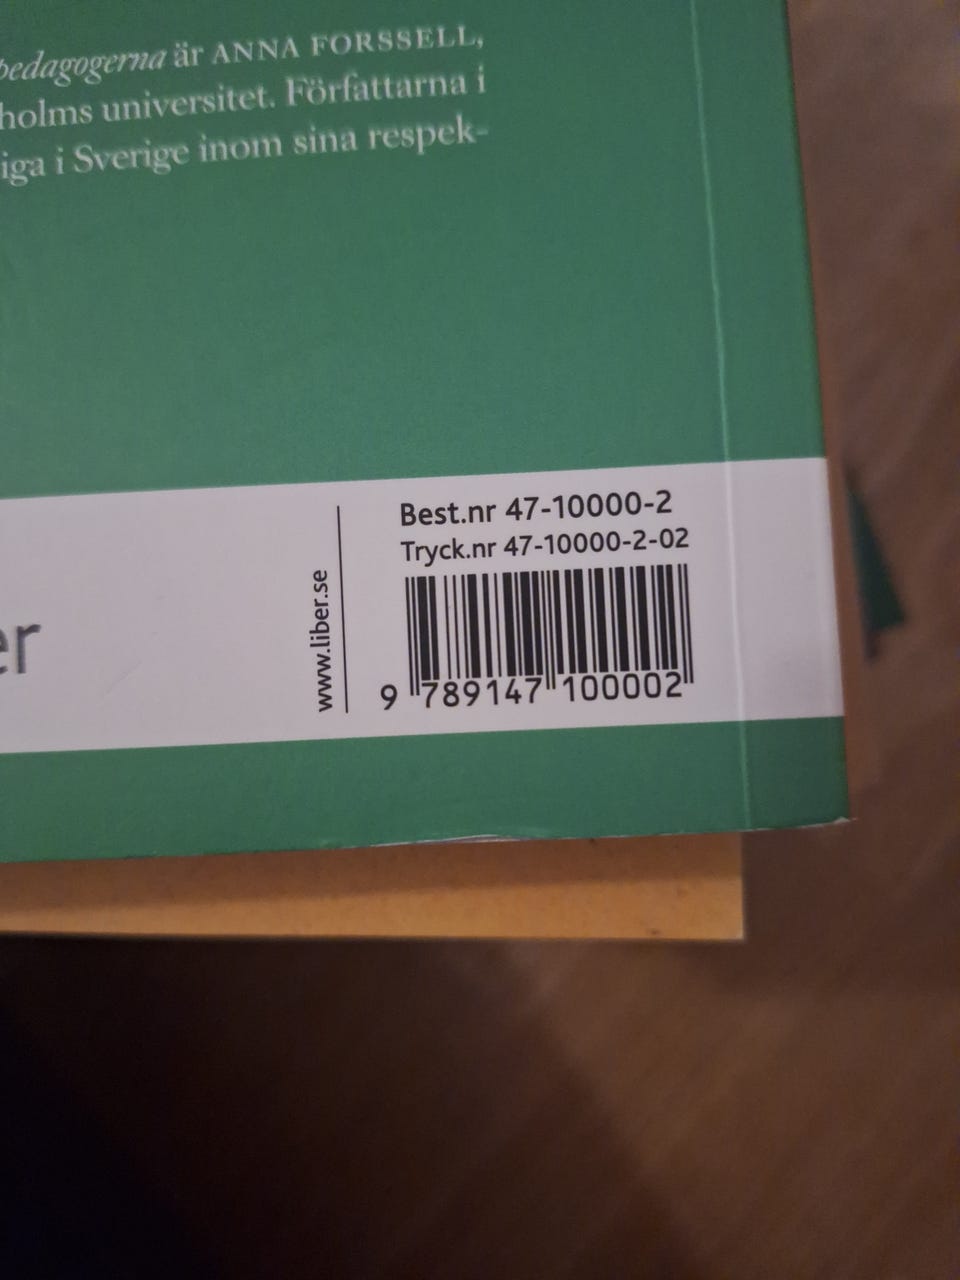 pedagogerna är ANNA FORSSELL,
holms universitet. Författarna i
iga i Sverige inom sina respek-
Best.nr 47-10000-2
Tryck.nr 47-10000-2-02
www.liber.se
er
9 789147 100002